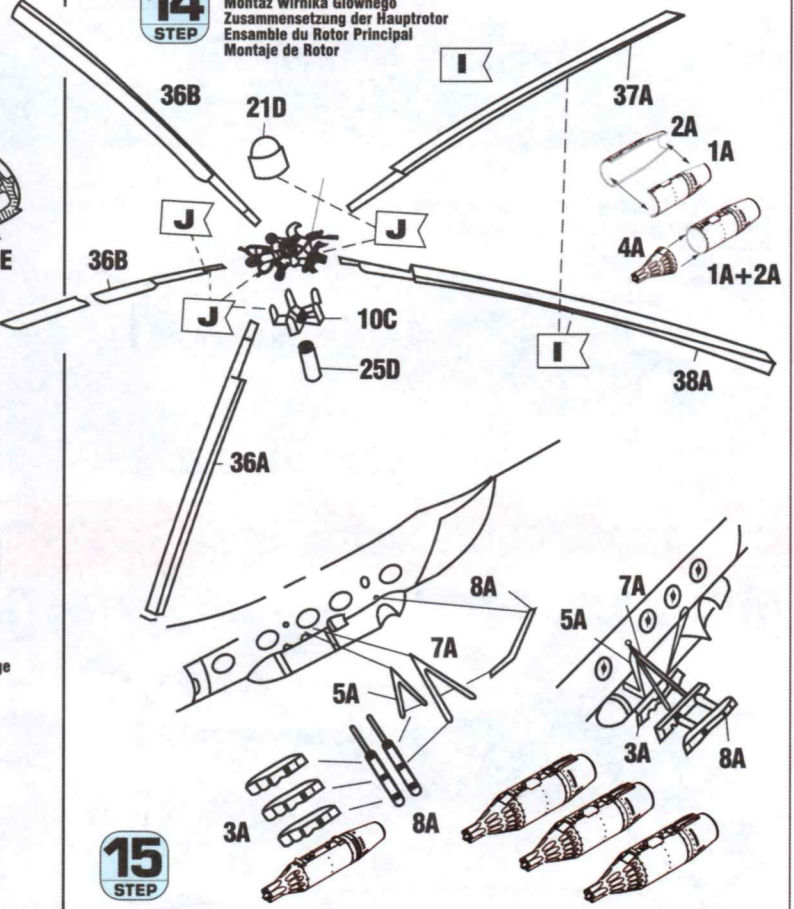 14
STEP
Montaż Wirnika Głównego
Zusammensetzung der Hauptrotor
Ensamble du Rotor Principal
Montaje de Rotor
36B
21D
I
37A
2A
1A
J
J
E
36B
4A
1A+2A
J
10C
I
25D
38A
36A
8A
7A
7A
5A
5A
3A
8A
3A
8A
15
STEP